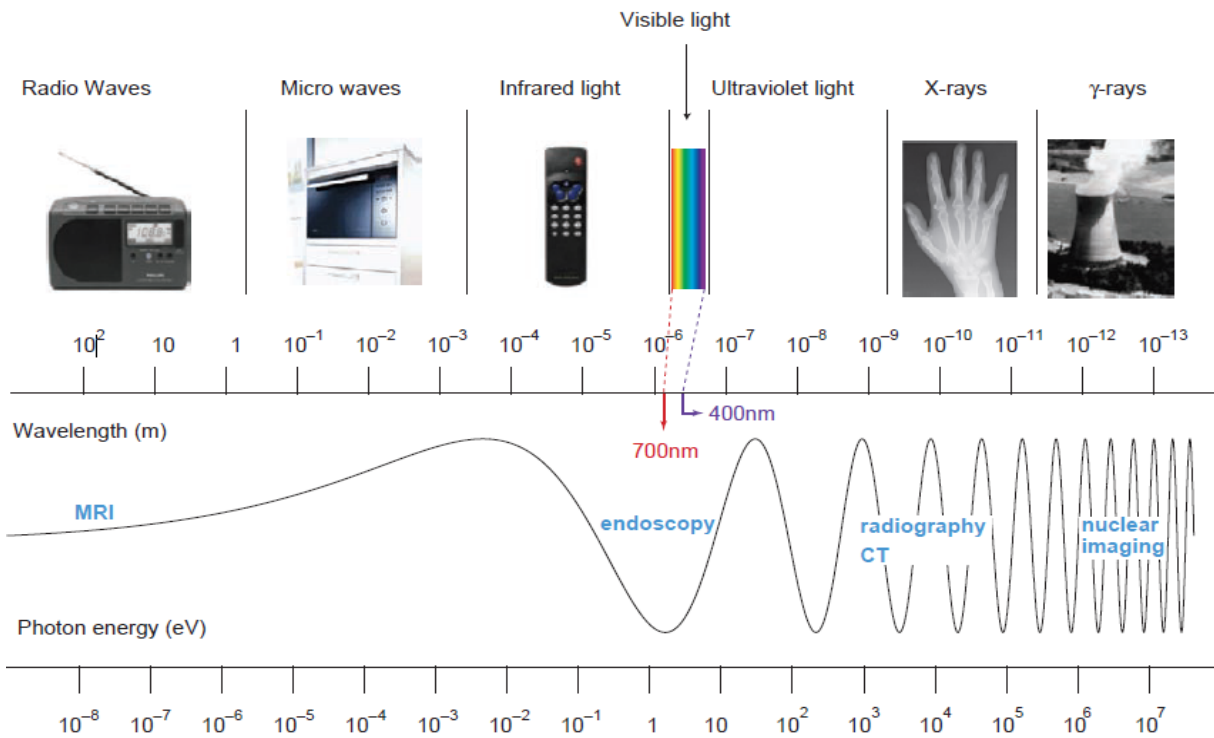 Visible light
Radio Waves
Micro waves
Infrared light
Ultraviolet light
X-rays
γ-rays
10² 10 1 10⁻¹ 10⁻² 10⁻³ 10⁻⁴ 10⁻⁵ 10⁻⁶ 10⁻⁷ 10⁻⁸ 10⁻⁹ 10⁻¹⁰ 10⁻¹¹ 10⁻¹² 10⁻¹³
400nm
Wavelength (m)
700nm
MRI
endoscopy
radiography
CT
nuclear
imaging
Photon energy (eV)
10⁻⁸ 10⁻⁷ 10⁻⁶ 10⁻⁵ 10⁻⁴ 10⁻³ 10⁻² 10⁻¹ 1 10 10² 10³ 10⁴ 10⁵ 10⁶ 10⁷